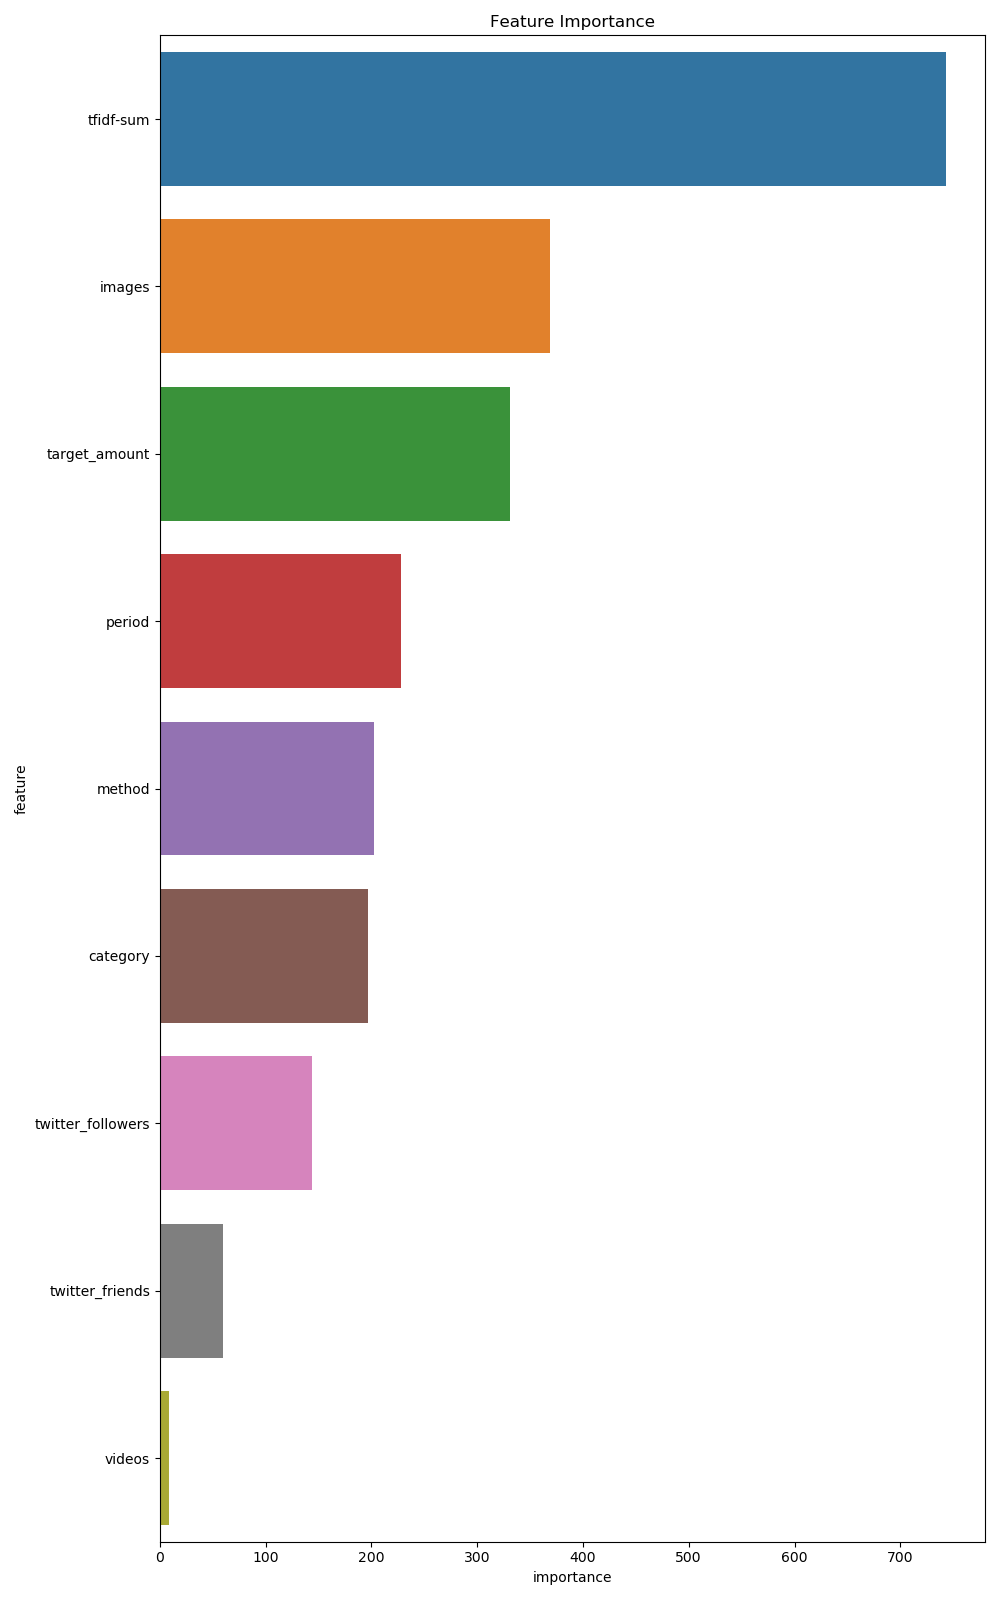 Feature Importance
tfidf-sum
images
target_amount
period
method
category
twitter_followers
twitter_friends
videos
feature
0 100 200 300 400 500 600 700
importance